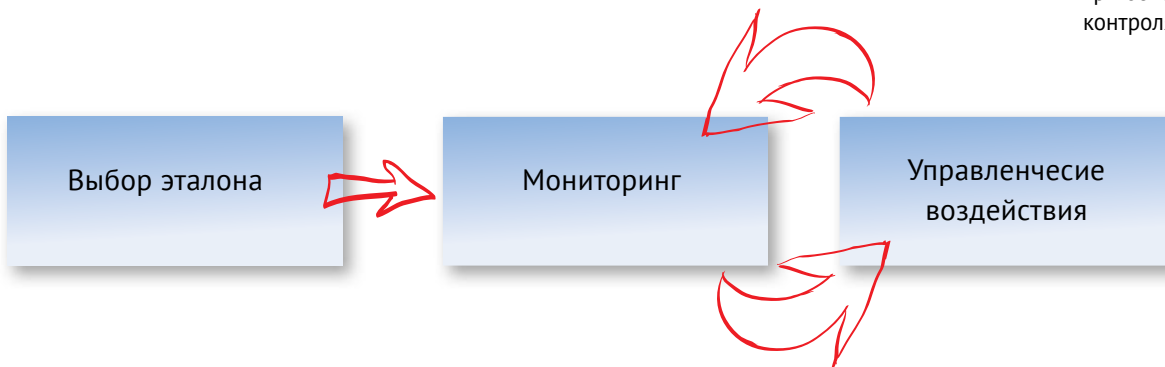 контрол
Выбор эталона
Мониторинг
Управленчесие
воздействия